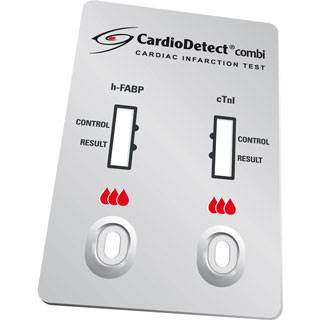 CardioDetect® combi
CARDIAC INFARCTION TEST
h-FABP
cTnI
CONTROL
RESULT
CONTROL
RESULT